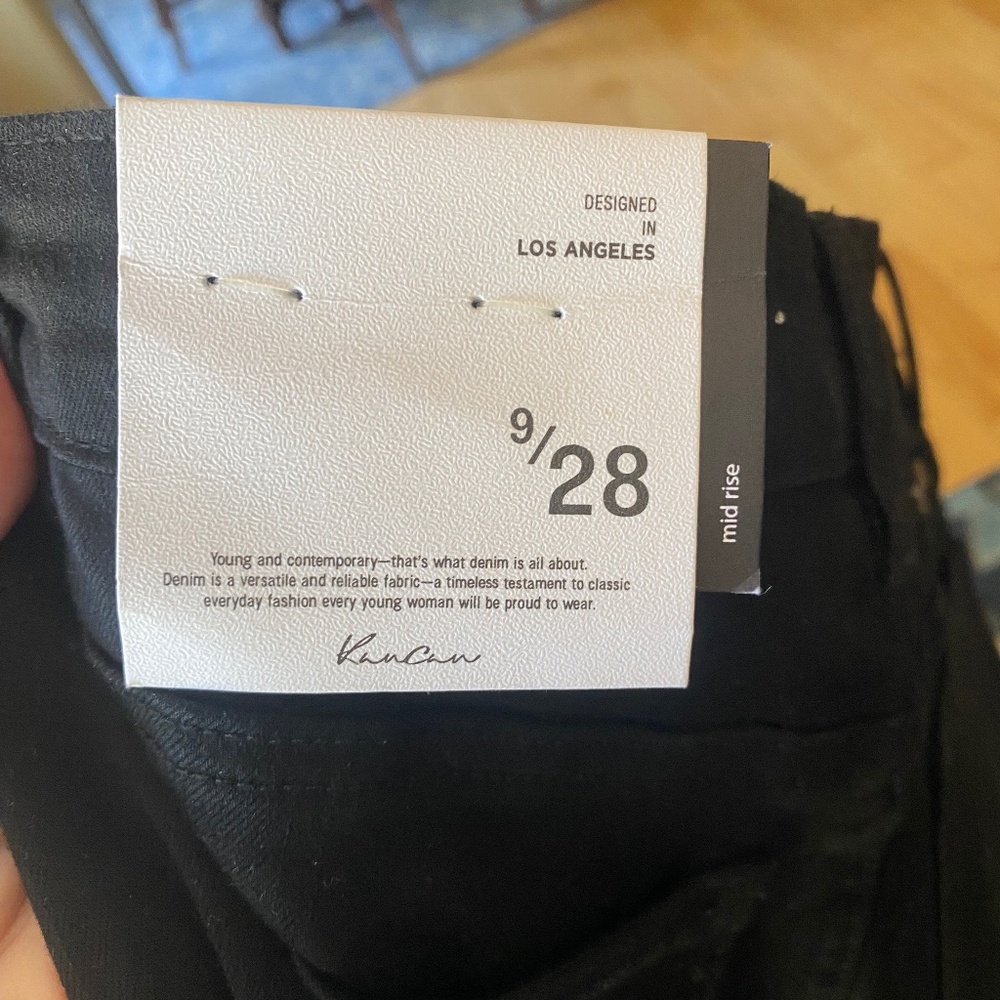 DESIGNED
IN
LOS ANGELES
9/28
mid rise
Young and contemporary—that's what denim is all about.
Denim is a versatile and reliable fabric—a timeless testament to classic
everyday fashion every young woman will be proud to wear.
KanCan